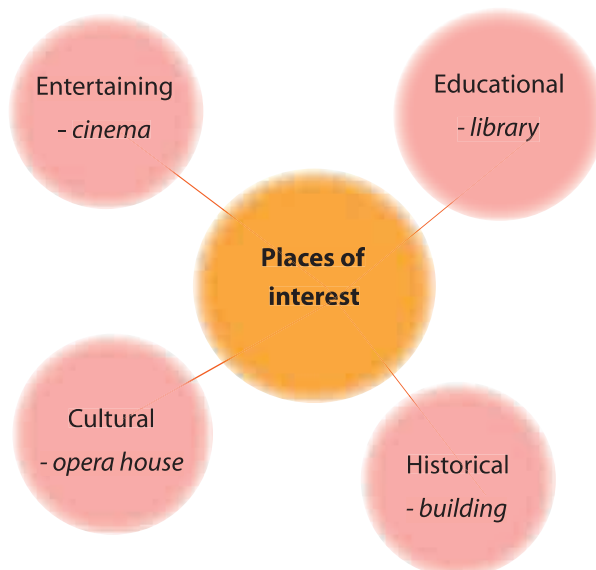 Entertaining
- cinema
Educational
- library
Places of
interest
Cultural
- opera house
Historical
- building